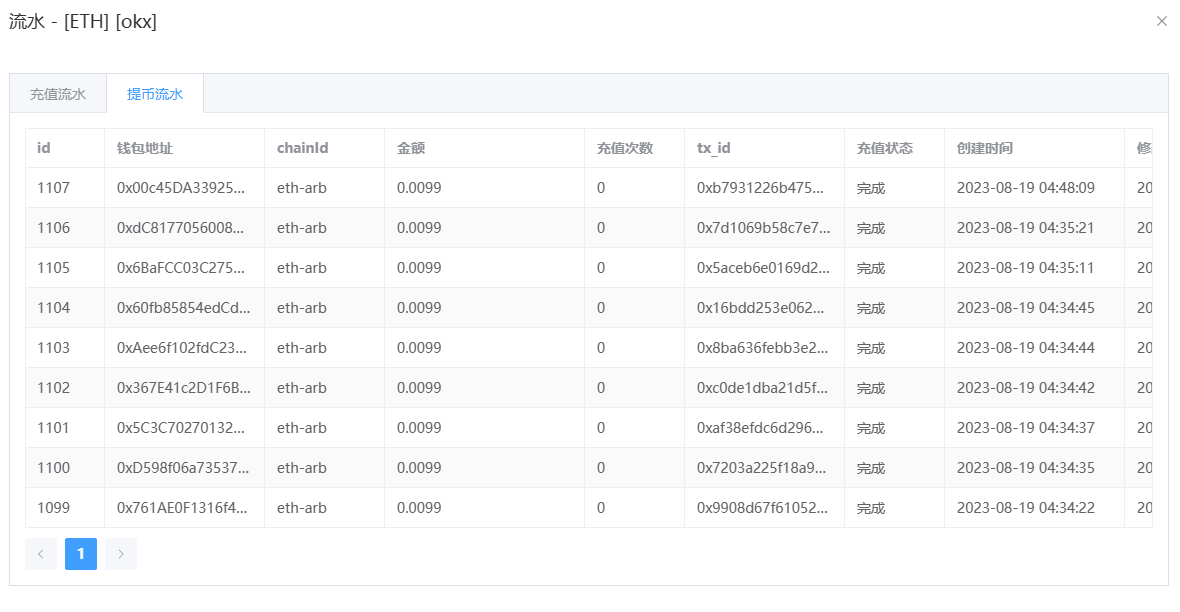 流水 - [ETH] [okx]
充值流水 提币流水
id 钱包地址 chainId 金额 充值次数 tx_id 充值状态 创建时间 修
1107 0x00c45DA33925... eth-arb 0.0099 0 0xb7931226b475... 完成 2023-08-19 04:48:09 20
1106 0xdC8177056008... eth-arb 0.0099 0 0x7d1069b58c7e7... 完成 2023-08-19 04:35:21 20
1105 0x6BaFCC03C275... eth-arb 0.0099 0 0x5aceb6e0169d2... 完成 2023-08-19 04:35:11 20
1104 0x60fb85854edCd... eth-arb 0.0099 0 0x16bdd253e062... 完成 2023-08-19 04:34:45 20
1103 0xAee6f102fdC23... eth-arb 0.0099 0 0x8ba636febb3e2... 完成 2023-08-19 04:34:44 20
1102 0x367E41c2D1F6B... eth-arb 0.0099 0 0xc0de1dba21d5f... 完成 2023-08-19 04:34:42 20
1101 0x5C3C70270132... eth-arb 0.0099 0 0xaf38efdc6d296... 完成 2023-08-19 04:34:37 20
1100 0xD598f06a73537... eth-arb 0.0099 0 0x7203a225f18a9... 完成 2023-08-19 04:34:35 20
1099 0x761AE0F1316f4... eth-arb 0.0099 0 0x9908d67f61052... 完成 2023-08-19 04:34:22 20
1